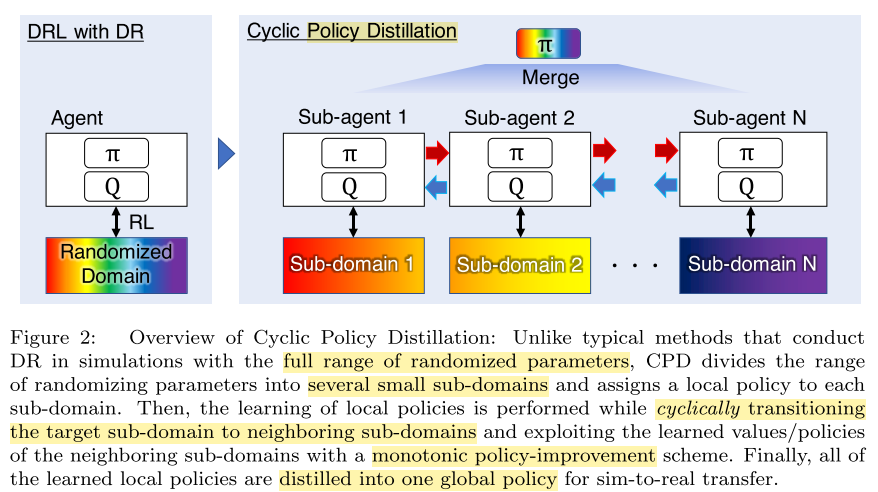 DRL with DR
Cyclic Policy Distillation
π
Merge
Agent
Sub-agent 1
Sub-agent 2
Sub-agent N
π
π
π
π
Q
Q
Q
Q
RL
Randomized
Domain
Sub-domain 1
Sub-domain 2
· · ·
Sub-domain N
Figure 2: Overview of Cyclic Policy Distillation: Unlike typical methods that conduct
DR in simulations with the full range of randomized parameters, CPD divides the range
of randomizing parameters into several small sub-domains and assigns a local policy to each
sub-domain. Then, the learning of local policies is performed while cyclically transitioning
the target sub-domain to neighboring sub-domains and exploiting the learned values/policies
of the neighboring sub-domains with a monotonic policy-improvement scheme. Finally, all of
the learned local policies are distilled into one global policy for sim-to-real transfer.